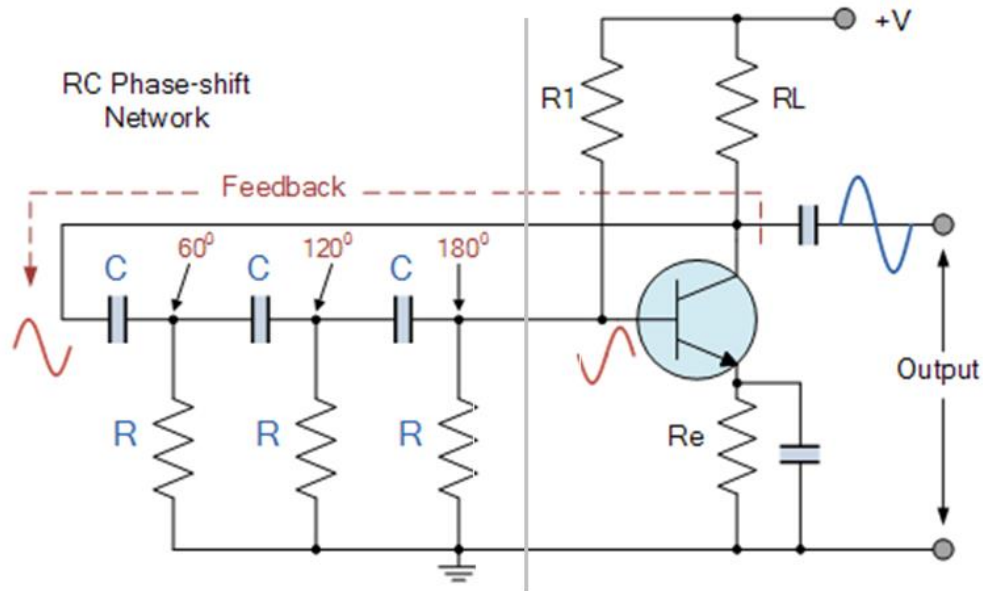 +V
RC Phase-shift
Network
R1
RL
Feedback
60⁰
120⁰
180⁰
C
C
C
Output
R
R
R
Re